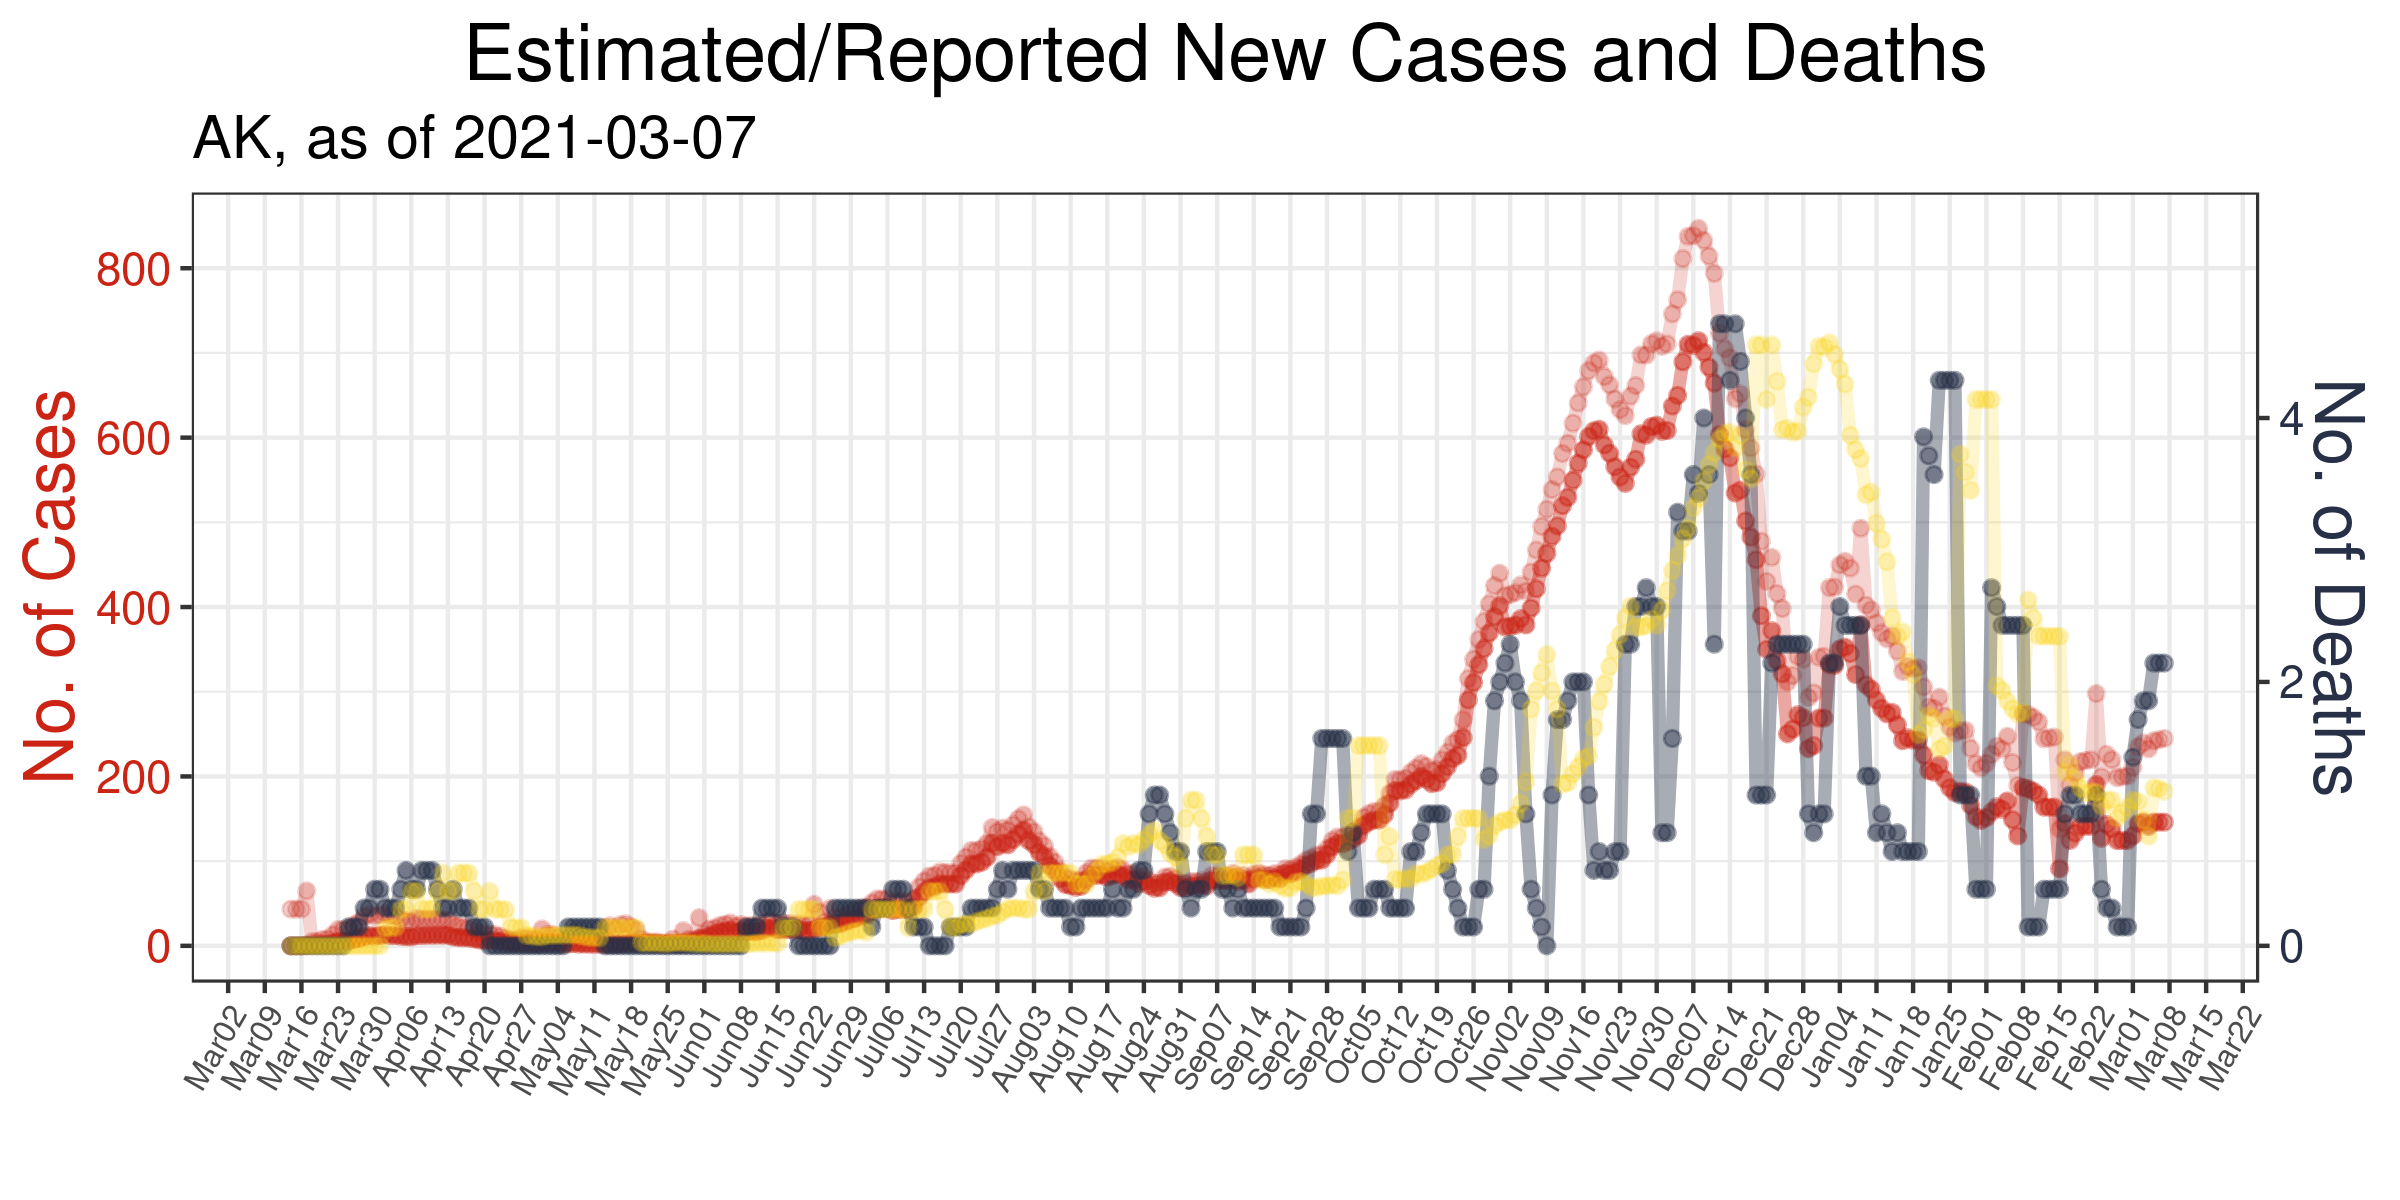 Estimated/Reported New Cases and Deaths
AK, as of 2021-03-07
No. of Cases
800
600
400
200
0
No. of Deaths
4
2
0
Mar02 Mar09 Mar16 Mar23 Mar30 Apr06 Apr13 Apr20 Apr27 May04 May11 May18 May25 Jun01 Jun08 Jun15 Jun22 Jun29 Jul06 Jul13 Jul20 Jul27 Aug03 Aug10 Aug17 Aug24 Aug31 Sep07 Sep14 Sep21 Sep28 Oct05 Oct12 Oct19 Oct26 Nov02 Nov09 Nov16 Nov23 Nov30 Dec07 Dec14 Dec21 Dec28 Dec04 Jan11 Jan18 Jan25 Jan25 Feb01 Feb08 Feb15 Feb22 Mar01 Mar08 Mar15 Mar22